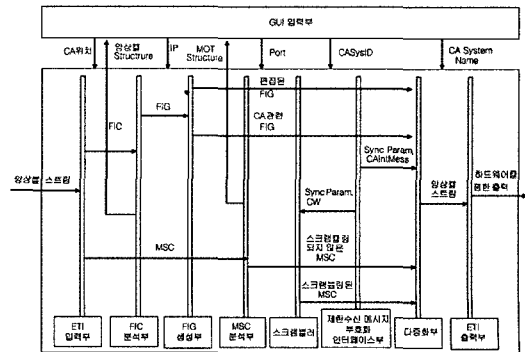 GUI 입력부
CA위치
앙상블
Structrure
IP
MOT
Structure
Port
CASysID
CA System
Name
편집된
FIG
FIG
CA관련
FIG
FIC
Sync Param,
CAIntMess
앙상블 스트림
Sync Param,
CW
앙상블
스트림
하드웨어를
통한 출력
MSC
스크램블링
되지 않은
MSC
스크램블링된
MSC
ETI
입력부
FIC
분석부
FIG
생성부
MSC
분석부
스크램블러
제한수신 메시지
부호화
인터페이스부
다중화부
ETI
출력부